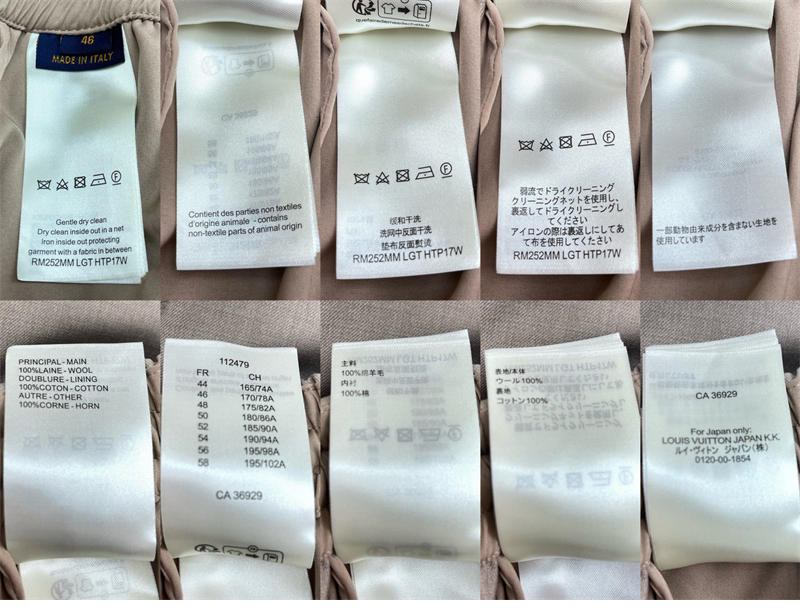 46
MADE IN ITALY
Gentle dry clean
Dry clean inside out in a net
Iron inside out protecting
garment with a fabric in between
RM252MM LGT HTP17W
CA 36929
Contient des parties non textiles
d'origine animale - contains
non-textile parts of animal origin
quefairedemesdechets.fr
F
缓和干洗
洗网中反面干洗
垫布反面熨烫
RM252MM LGT HTP17W
F
弱流でドライクリーニング
クリーニングネットを使用し、
裏返してドライクリーニングし
てください
アイロンの際は裏返しにしてあ
て布を使用してください
RM252MM LGT HTP17W
一部動物由来成分を含まない生地を
使用しています
PRINCIPAL - MAIN
100%LAINE - WOOL
DOUBLURE - LINING
100%COTON - COTTON
AUTRE - OTHER
100%CORNE - HORN
112479
FR CH
44 165/74A
46 170/78A
48 175/82A
50 180/86A
52 185/90A
54 190/94A
56 195/98A
58 195/102A
CA 36929
主料
100%绵羊毛
内衬
100%棉
表地/本体
ウール100%
裏地
コットン100%
CA 36929
For Japan only:
LOUIS VUITTON JAPAN K.K.
ルイ・ヴィトン ジャパン(株)
0120-00-1854